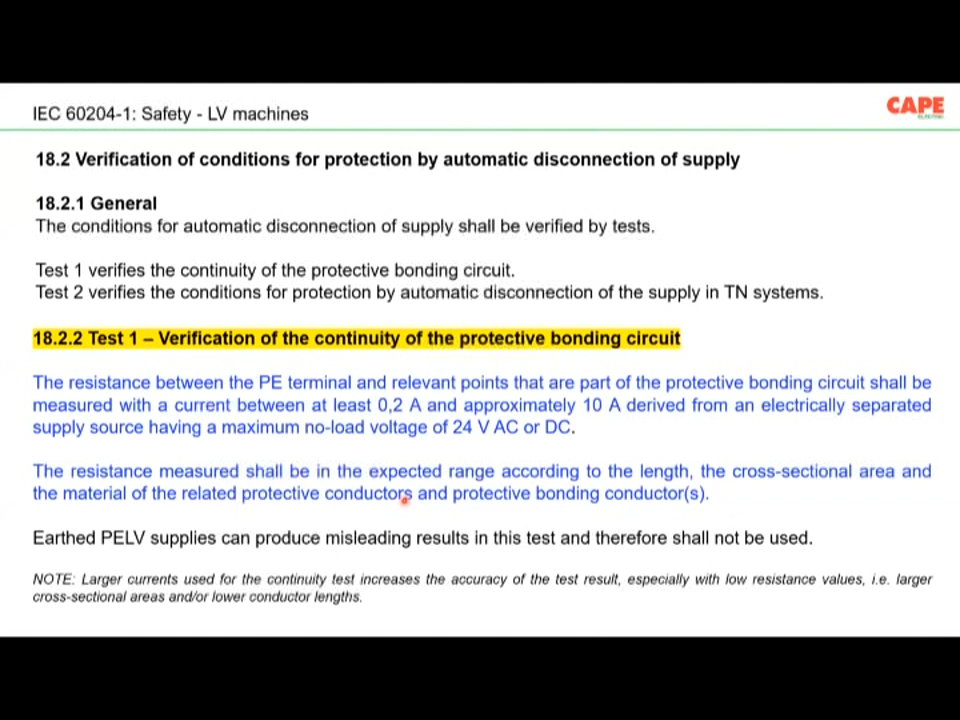 IEC 60204-1: Safety - LV machines
CAPE
18.2 Verification of conditions for protection by automatic disconnection of supply
18.2.1 General
The conditions for automatic disconnection of supply shall be verified by tests.
Test 1 verifies the continuity of the protective bonding circuit.
Test 2 verifies the conditions for protection by automatic disconnection of the supply in TN systems.
18.2.2 Test 1 – Verification of the continuity of the protective bonding circuit
The resistance between the PE terminal and relevant points that are part of the protective bonding circuit shall be
measured with a current between at least 0,2 A and approximately 10 A derived from an electrically separated
supply source having a maximum no-load voltage of 24 V AC or DC.
The resistance measured shall be in the expected range according to the length, the cross-sectional area and
the material of the related protective conductors and protective bonding conductor(s).
Earthed PELV supplies can produce misleading results in this test and therefore shall not be used.
NOTE: Larger currents used for the continuity test increases the accuracy of the test result, especially with low resistance values, i.e. larger
cross-sectional areas and/or lower conductor lengths.